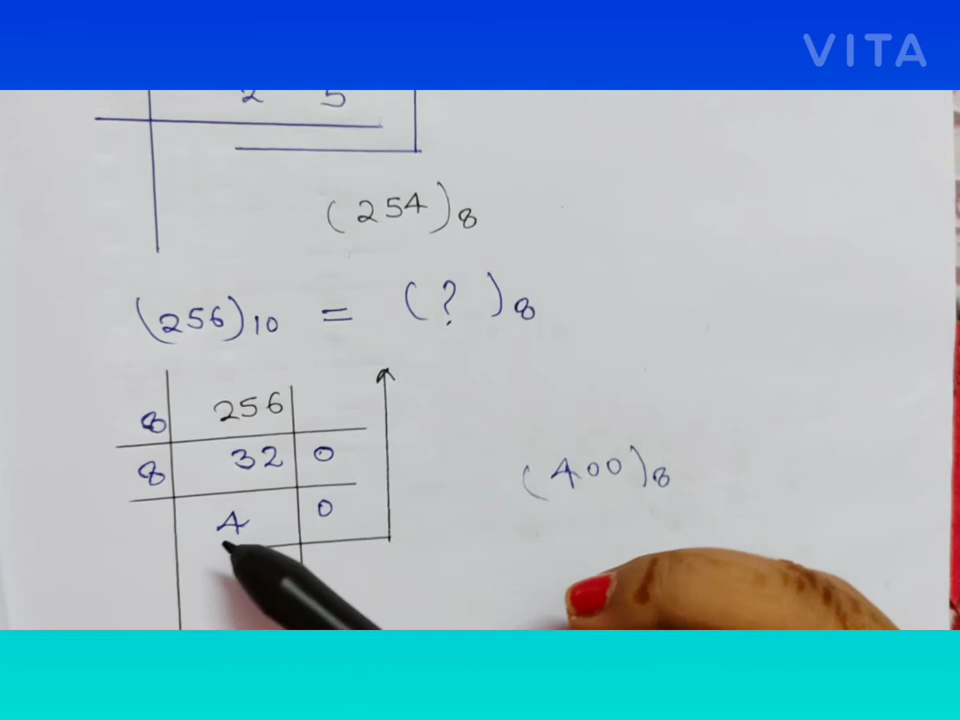 VITA
2 5
(254)8
(256)10 = (?)8
8 256
8 32 0
4 0
(400)8